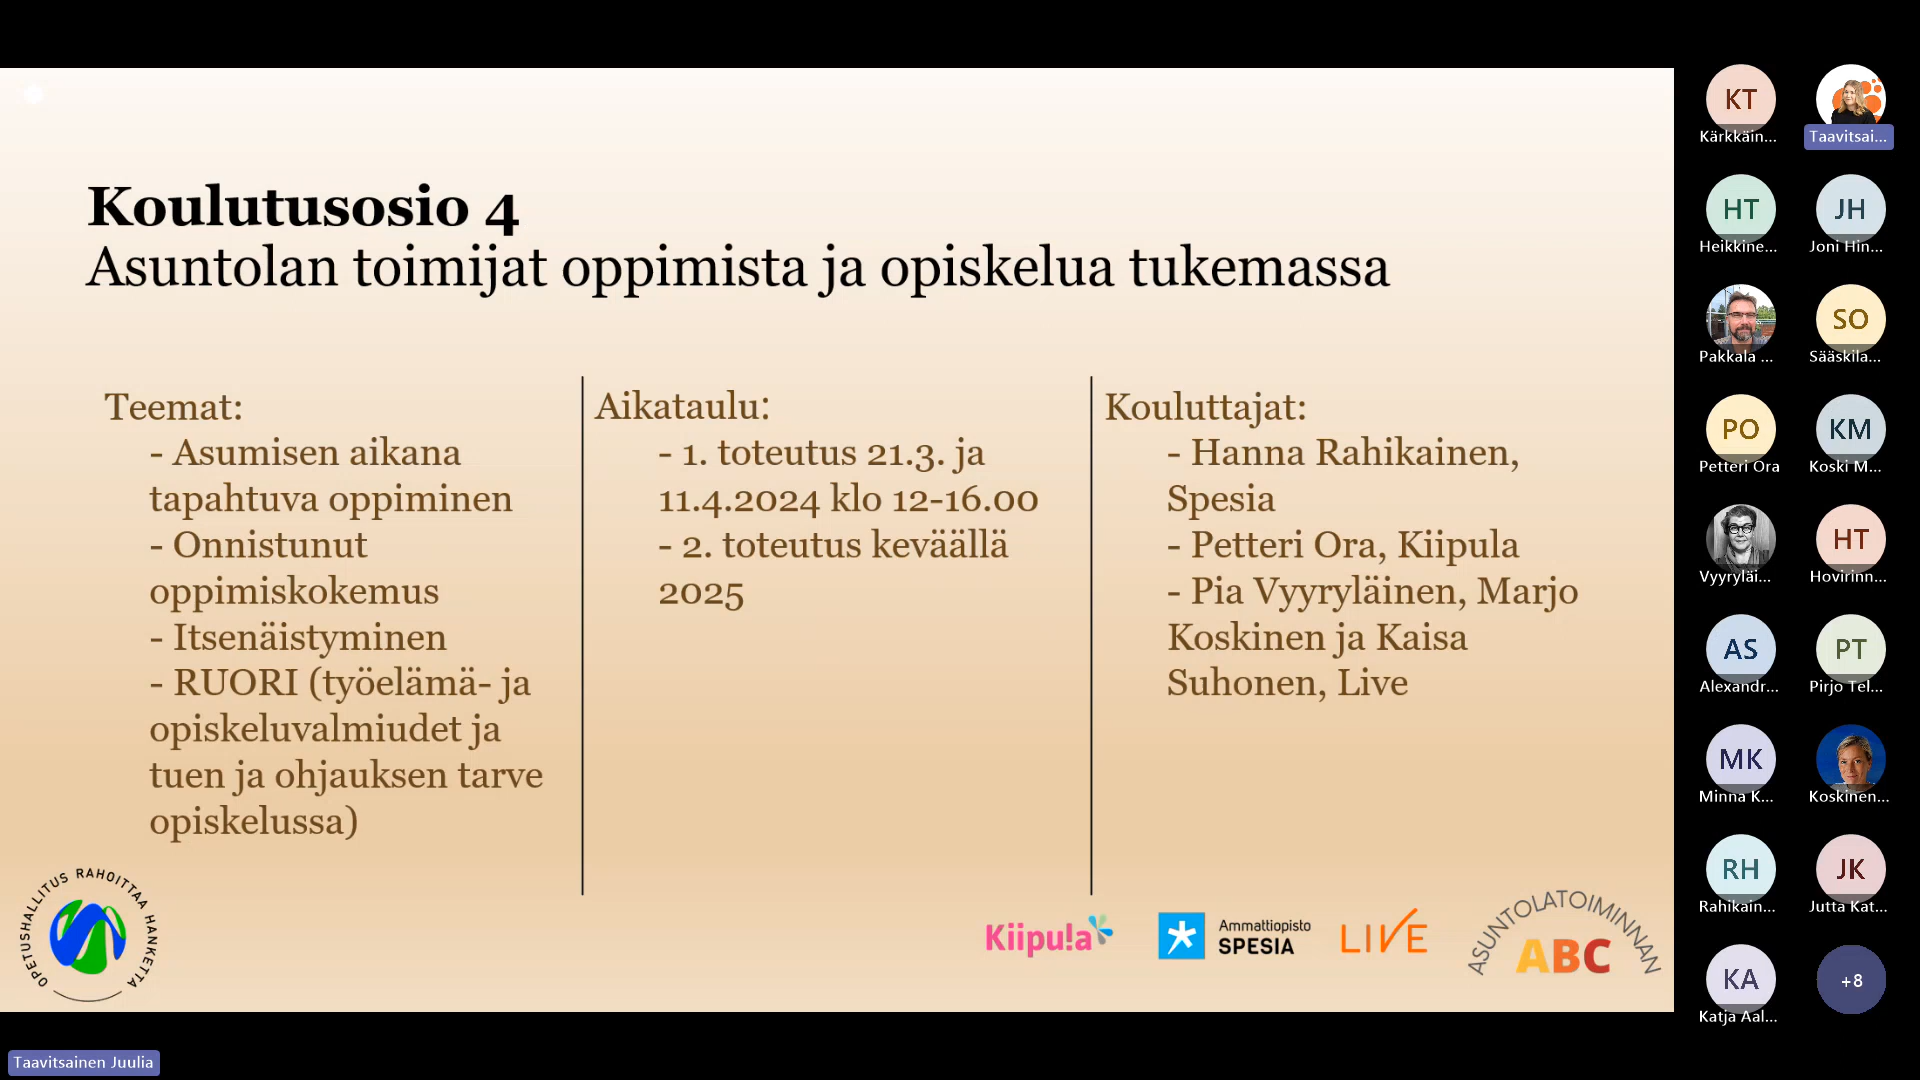 Koulutusosio 4
Asuntolan toimijat oppimista ja opiskelua tukemassa
Teemat:
- Asumisen aikana
tapahtuva oppiminen
- Onnistunut
oppimiskokemus
- Itsenäistyminen
- RUORI (työelämä- ja
opiskeluvalmiudet ja
tuen ja ohjauksen tarve
opiskelussa)
Aikataulu:
- 1. toteutus 21.3. ja
11.4.2024 klo 12-16.00
- 2. toteutus keväällä
2025
Kouluttajat:
- Hanna Rahikainen,
Spesia
- Petteri Ora, Kiipula
- Pia Vyyryläinen, Marjo
Koskinen ja Kaisa
Suhonen, Live
OPETUSHALLITUS RAHOITTAA HANKETTA
Kiipula
Ammattiopisto
SPESIA
LIVE
ASUNTOLATOIMINNAN
ABC
Taavitsainen Juulia
KT
Kärkkäin...
Taavitsai...
HT
Heikkine...
JH
Joni Hin...
Pakkala ...
SO
Sääskila...
PO
Petteri Ora
KM
Koski M...
Vyyryläi...
HT
Hovirinn...
AS
Alexandr...
PT
Pirjo Tel...
MK
Minna K...
Koskinen...
RH
Rahikain...
JK
Jutta Kat...
KA
Katja Aal...
+8